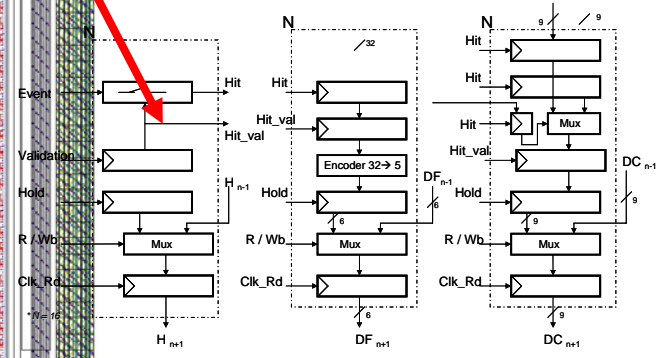 N
Event
Hit
Hit_val
Validation
Hold
H n-1
R / Wb
Mux
Clk_Rd
* N = 16
H n+1
N
32
Hit
Hit_val
Encoder 32→ 5
Hold
DF n-1
6
6
R / Wb
Mux
Clk_Rd
6
DF n+1
9
9
N
Hit
Hit
Hit
Mux
Hit_val
DC n-1
Hold
9
9
R / Wb
Mux
Clk_Rd
9
DC n+1